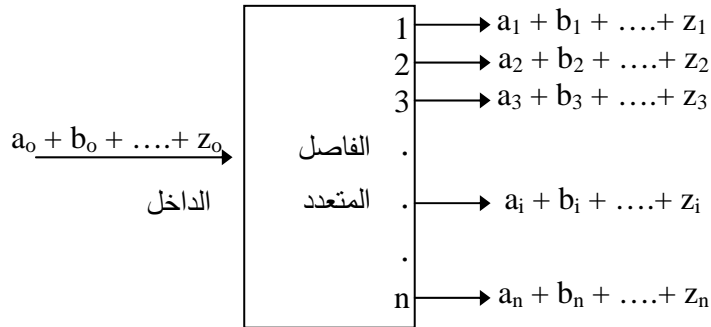 1 a₁ + b₁ + ….+ z₁
2 a₂ + b₂ + ….+ z₂
3 a₃ + b₃ + ….+ z₃
aₒ + bₒ + ….+ zₒ
الفاصل .
الداخل
المتعدد . aᵢ + bᵢ + ….+ zᵢ
.
n aₙ + bₙ + ….+ zₙ